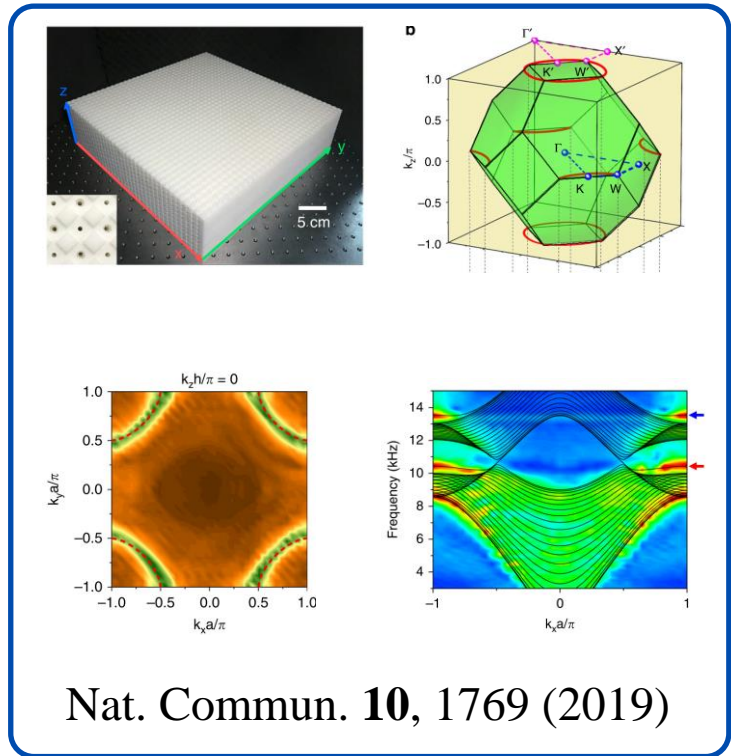 b
z
y
x
5 cm
Γ′
X′
K′
W′
1.0
0.5
0.0
−0.5
−1.0
k_z/π
Γ
X
K
W
k_zh/π = 0
1.0
0.5
0.0
−0.5
−1.0
k_ya/π
−1.0
−0.5
0.0
0.5
1.0
k_xa/π
14
12
10
8
6
4
Frequency (kHz)
−1
0
1
k_xa/π
Nat. Commun. 10, 1769 (2019)